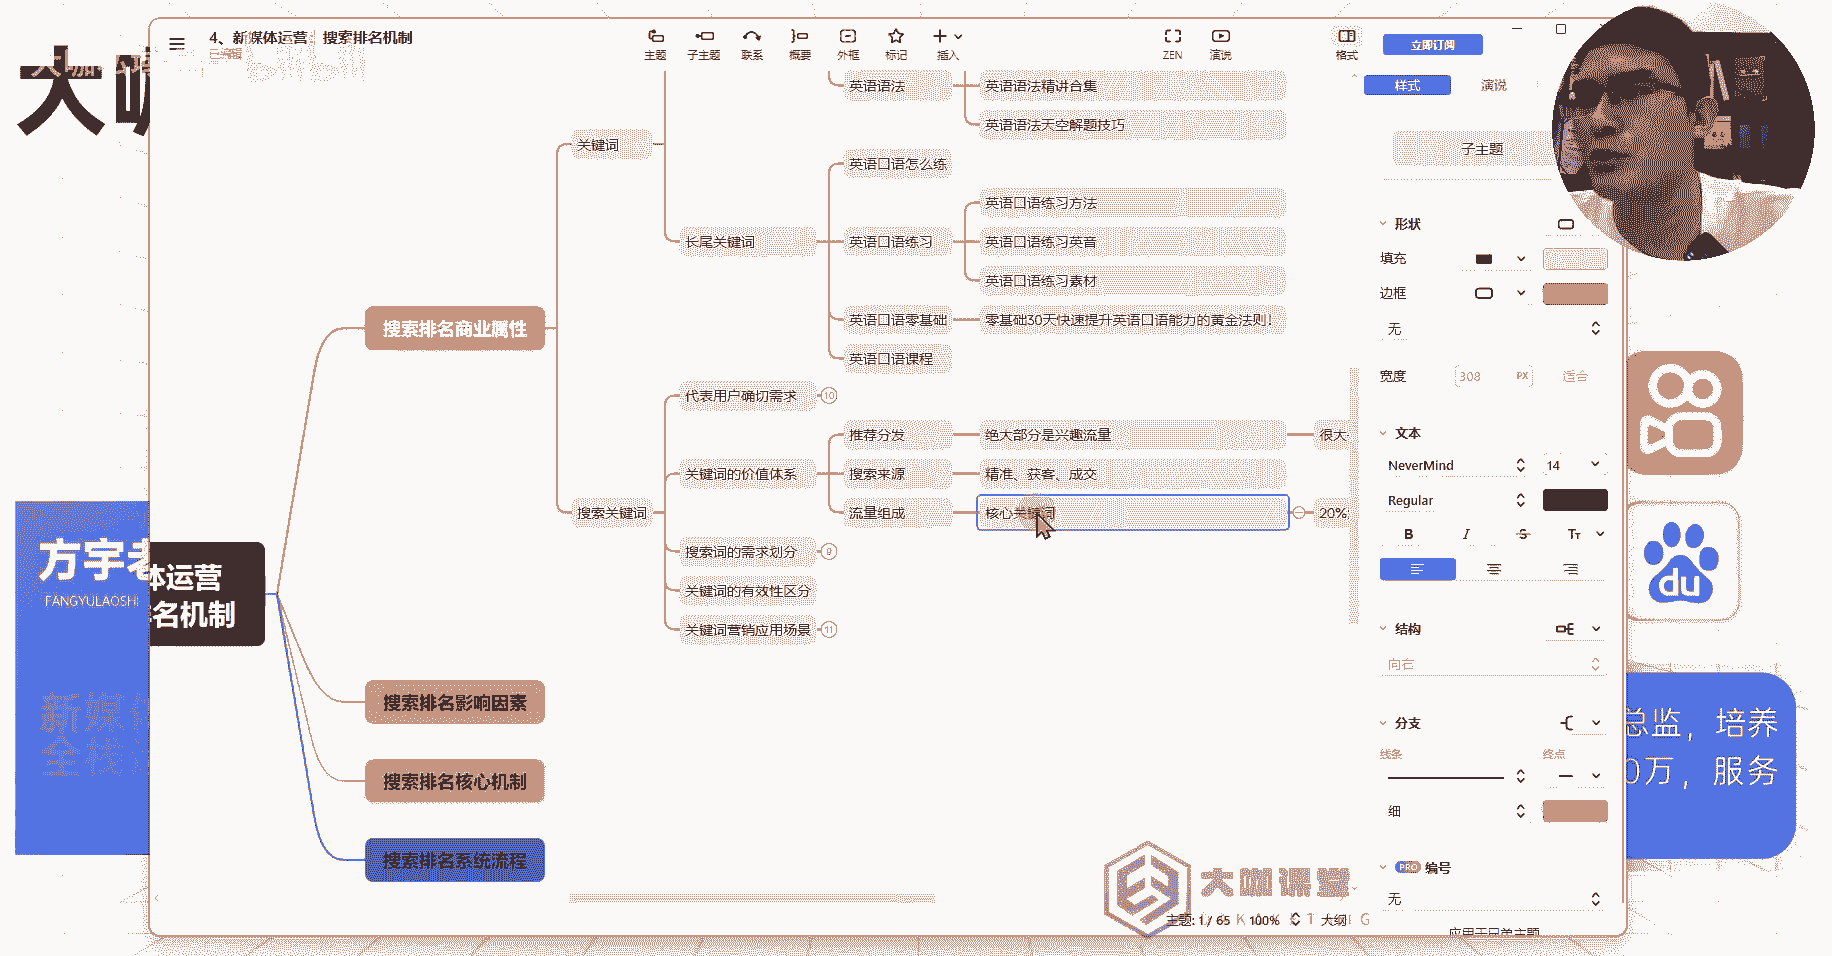 4、新媒体运营：搜索排名机制
已编辑
主题
子主题
联系
概要
外框
标记
插入
ZEN
演说
格式
立即订阅
样式
演说
子主题
大咖
英语语法
英语语法精讲合集
英语语法天空解题技巧
关键词
长尾关键词
英语口语怎么练
英语口语练习
英语口语练习方法
英语口语练习英音
英语口语练习素材
英语口语零基础
零基础30天快速提升英语口语能力的黄金法则!
英语口语课程
搜索排名商业属性
搜索关键词
代表用户确切需求
10
关键词的价值体系
推荐分发
绝大部分是兴趣流量
很大
搜索来源
精准、获客、成交
流量组成
核心关键词
20%
搜索词的需求划分
9
关键词的有效性区分
关键词营销应用场景
11
体运营
名机制
搜索排名影响因素
搜索排名核心机制
搜索排名系统流程
方宇老
FANGYULAOSHI
新媒体
全栈
形状
填充
边框
无
宽度
308
PX
适合
文本
NeverMind
14
Regular
B
I
S
TT
结构
向右
分支
线条
终点
细
PRO
编号
无
应用于兄弟主题
du
总监，培养
0万，服务
大咖课堂
主题: 1 / 65
100%
大纲